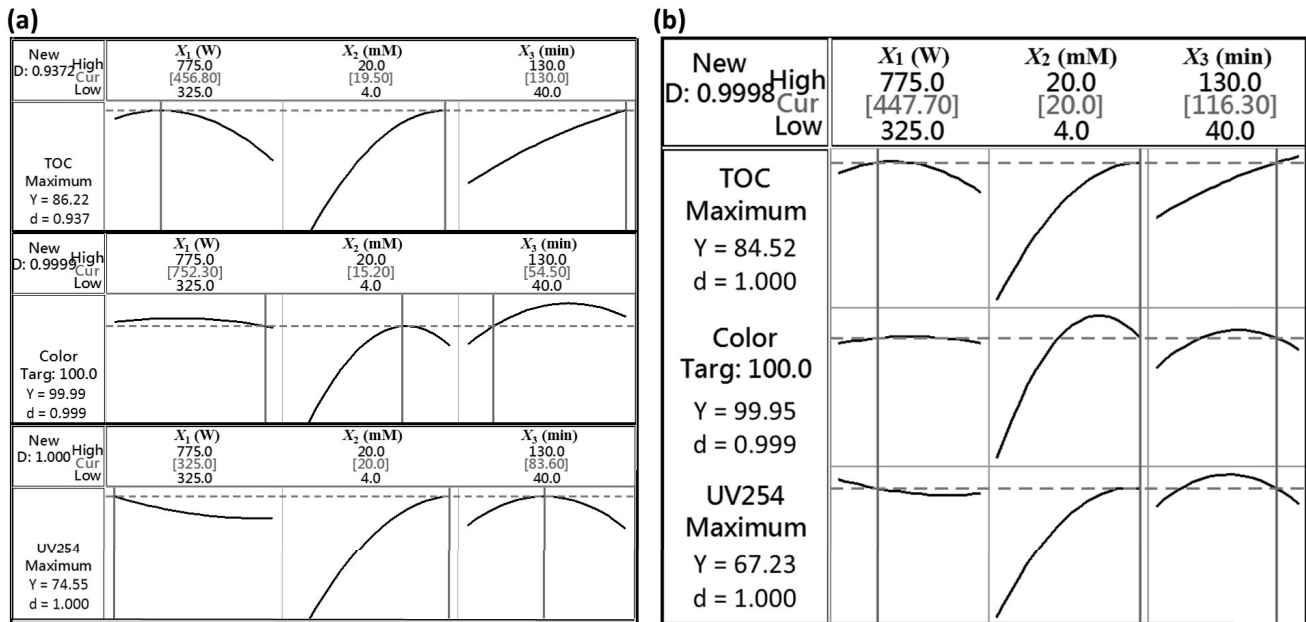 (a)
New
D: 0.9372
High
Cur
Low
X1 (W)
775.0
[456.80]
325.0
X2 (mM)
20.0
[19.50]
4.0
X3 (min)
130.0
[130.0]
40.0
TOC
Maximum
Y = 86.22
d = 0.937
New
D: 0.9999
High
Cur
Low
X1 (W)
775.0
[752.30]
325.0
X2 (mM)
20.0
[15.20]
4.0
X3 (min)
130.0
[54.50]
40.0
Color
Targ: 100.0
Y = 99.99
d = 0.999
New
D: 1.000
High
Cur
Low
X1 (W)
775.0
[325.0]
325.0
X2 (mM)
20.0
[20.0]
4.0
X3 (min)
130.0
[83.60]
40.0
UV254
Maximum
Y = 74.55
d = 1.000
(b)
New
D: 0.9998
High
Cur
Low
X1 (W)
775.0
[447.70]
325.0
X2 (mM)
20.0
[20.0]
4.0
X3 (min)
130.0
[116.30]
40.0
TOC
Maximum
Y = 84.52
d = 1.000
Color
Targ: 100.0
Y = 99.95
d = 0.999
UV254
Maximum
Y = 67.23
d = 1.000